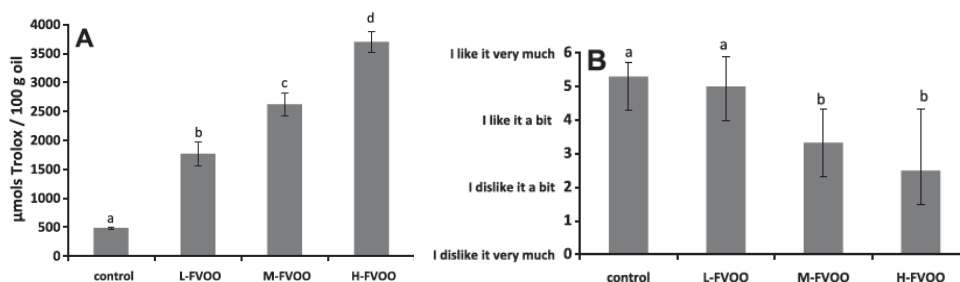 A
µmols Trolox / 100 g oil
4000
3500
3000
2500
2000
1500
1000
500
0
a
b
c
d
control
L-FVOO
M-FVOO
H-FVOO
B
I like it very much
I like it a bit
I dislike it a bit
I dislike it very much
6
5
4
3
2
1
0
a
a
b
b
control
L-FVOO
M-FVOO
H-FVOO